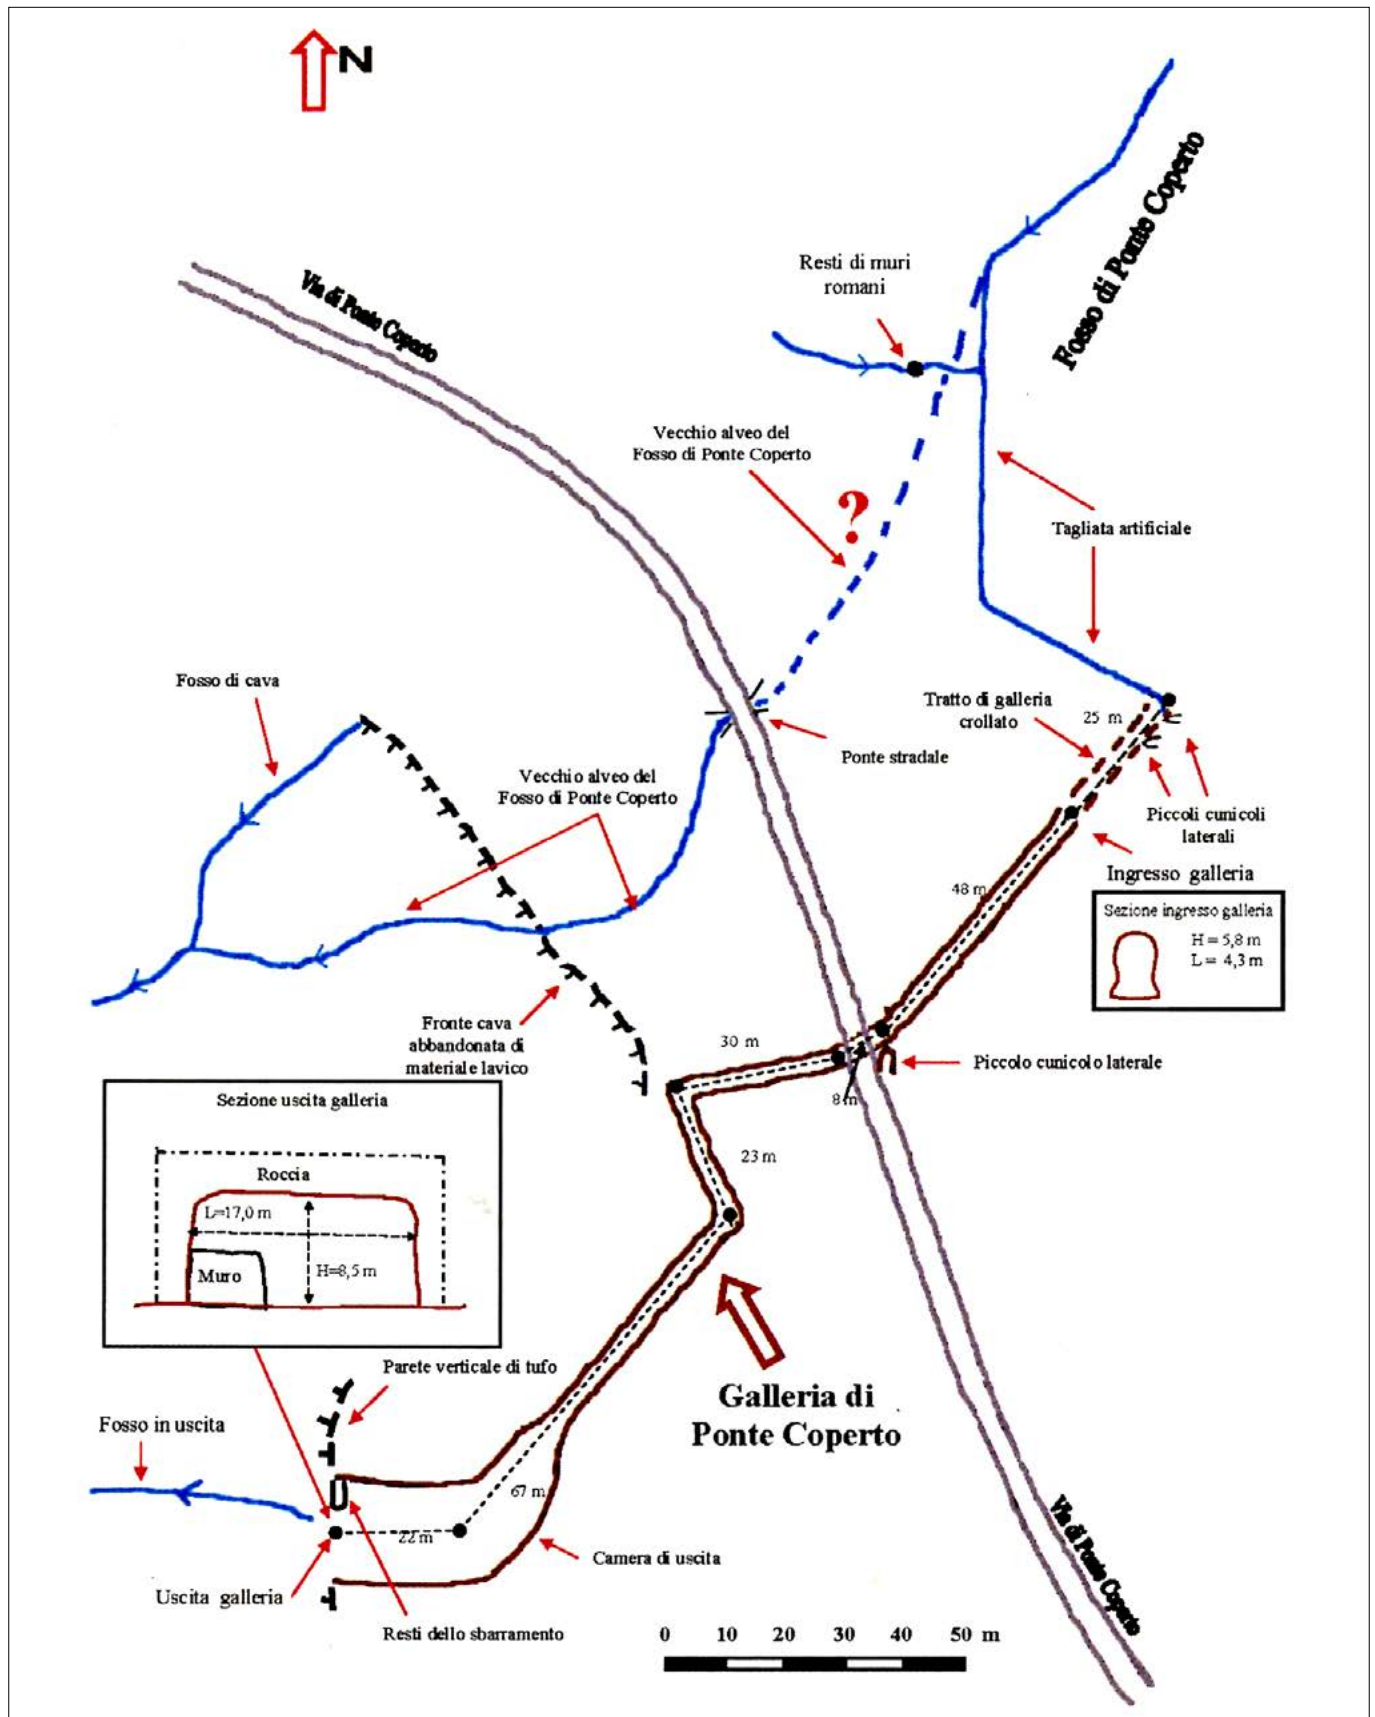 N
Fosso di Ponte Coperto
Resti di muri
romani
Via di Ponte Coperto
Vecchio alveo del
Fosso di Ponte Coperto
?
Tagliata artificiale
Fosso di cava
Tratto di galleria
crollato
25 m
Ponte stradale
Vecchio alveo del
Fosso di Ponte Coperto
Piccoli cunicoli
laterali
Ingresso galleria
48 m
Sezione ingresso galleria
H = 5,8 m
L = 4,3 m
Fronte cava
abbandonata di
materiale lavico
30 m
Piccolo cunicolo laterale
8 m
Sezione uscita galleria
Roccia
L=17,0 m
H=8,5 m
Muro
23 m
Parete verticale di tufo
Galleria di
Ponte Coperto
Fosso in uscita
67 m
22 m
Camera di uscita
Uscita galleria
Resti dello sbarramento
Via di Ponte Coperto
0 10 20 30 40 50 m